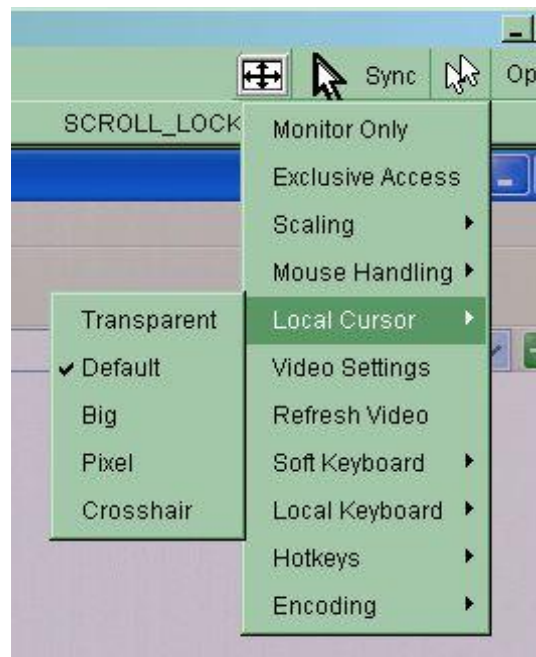 Sync
Op
SCROLL_LOCK
Monitor Only
Exclusive Access
Scaling
Mouse Handling
Local Cursor
Transparent
Default
Big
Pixel
Crosshair
Video Settings
Refresh Video
Soft Keyboard
Local Keyboard
Hotkeys
Encoding